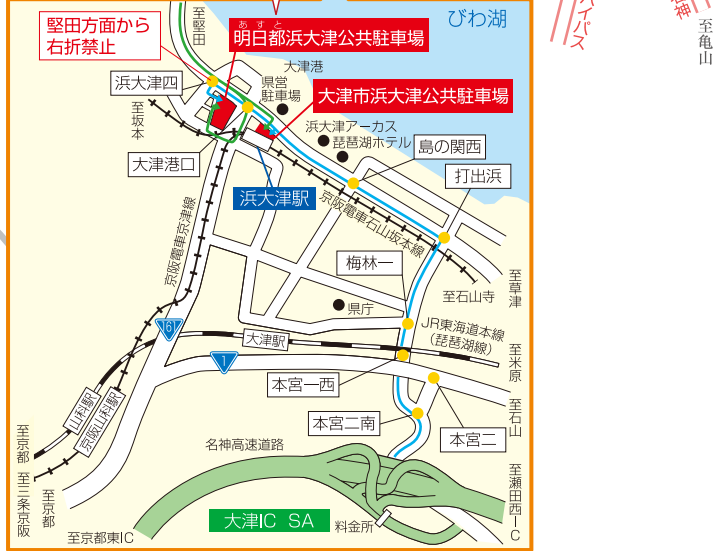 堅田方面から
右折禁止
至堅田
あすと
明日都浜大津公共駐車場
びわ湖
バイパス
名神
至亀山
浜大津四
大津港
県営
駐車場
大津市浜大津公共駐車場
至坂本
浜大津アーカス
琵琶湖ホテル
島の関西
大津港口
打出浜
浜大津駅
京阪電車京津線
京阪電車石山坂本線
梅林一
至石山寺
至草津
県庁
161
JR東海道本線
(琵琶湖線)
大津駅
1
至米原
本宮一西
山科駅
京阪山科駅
本宮二南
本宮二
至石山
至京都
名神高速道路
至三条京阪
至京都
至瀬田西IC
大津IC SA
料金所
至京都東IC